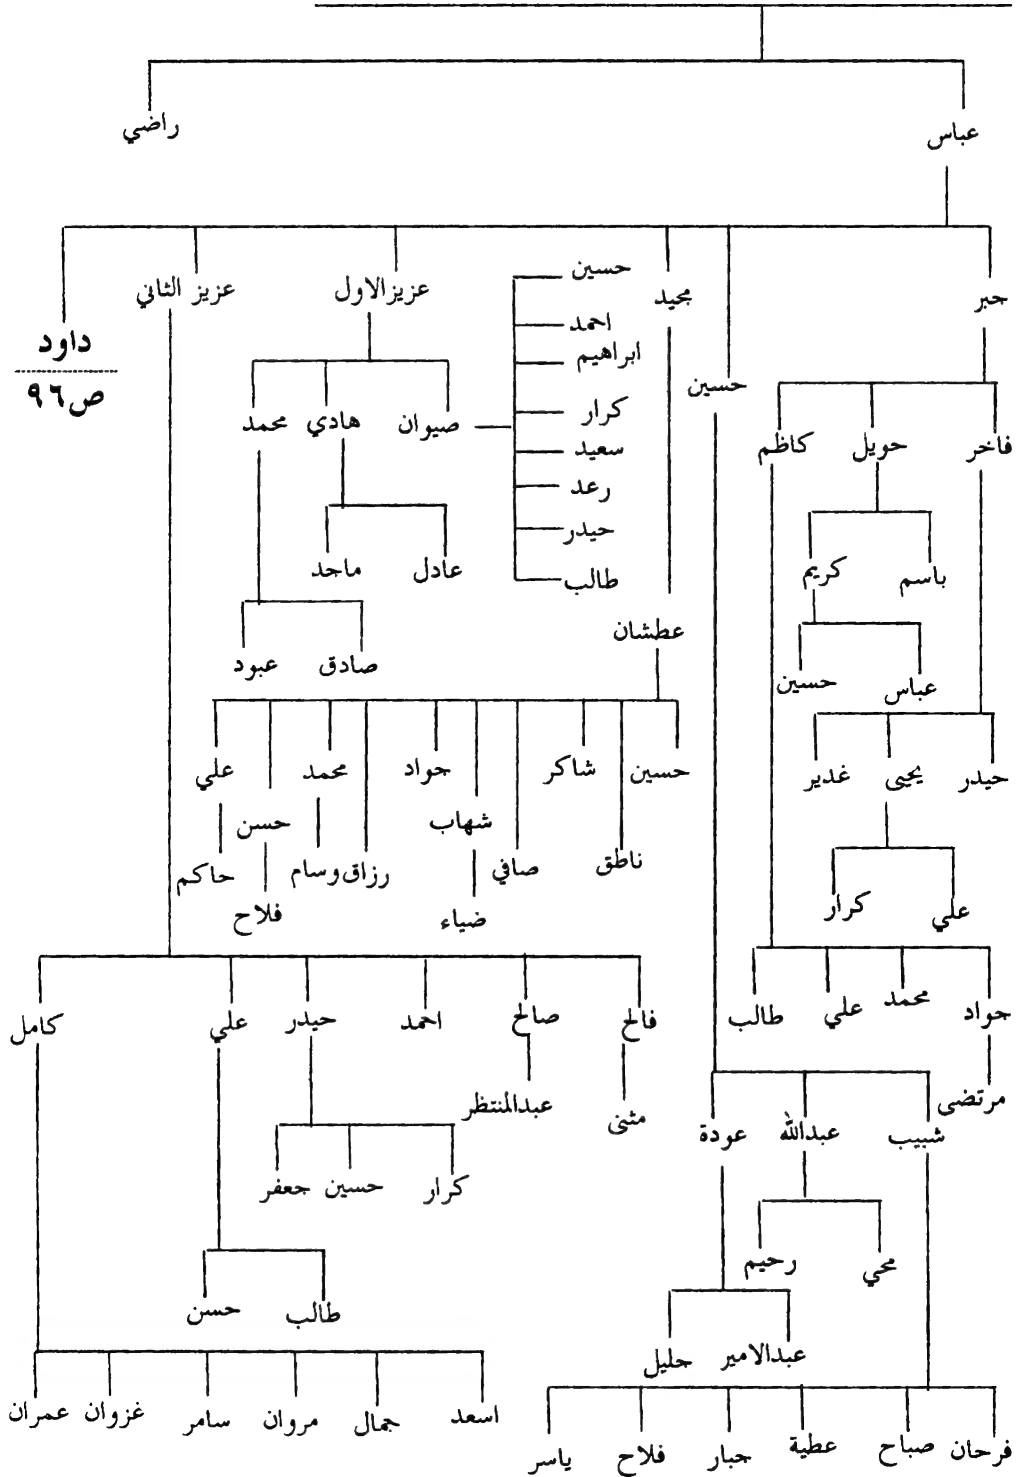 عباس راضي
جبر حسين مجيد عزيز الاول عزيز الثاني داود
ص٩٦
حسين
احمد
ابراهيم
كرار
سعيد
رعد
حيدر
طالب
صيوان هادي محمد
فاخر حويل كاظم
عادل ماجد
باسم كريم
صادق عبود
عطشان
عباس حسين
حسين شاكر جواد محمد علي
حيدر يحيى غدير
شهاب حسن
ناطق صافي رزاق وسام حاكم
ضياء فلاح
علي كرار
جواد محمد علي طالب
فالح صالح احمد حيدر علي كامل
مرتضى
مثنى عبدالمنتظر
شبيب عبدالله عودة
كرار حسين جعفر
محي رحيم
طالب حسن
عبدالامير
اسعد جمال مروان سامر غزوان عمران
فرحان صباح عطية جبار فلاح ياسر